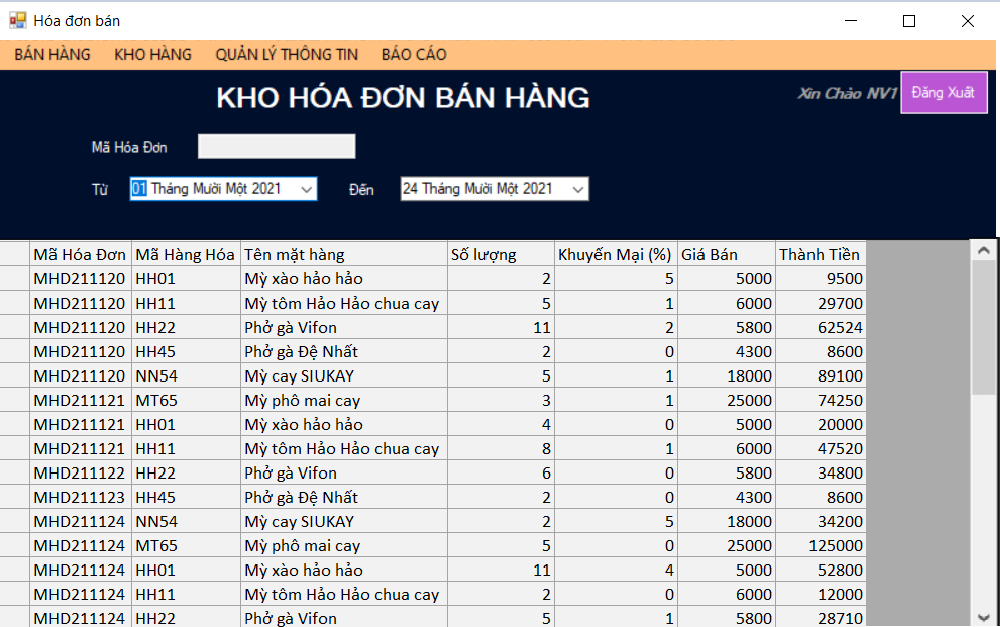 Hóa đơn bán
BÁN HÀNG KHO HÀNG QUẢN LÝ THÔNG TIN BÁO CÁO
KHO HÓA ĐƠN BÁN HÀNG
Xin Chào NV1 Đăng Xuất
Mã Hóa Đơn
Từ 01 Tháng Mười Một 2021 Đến 24 Tháng Mười Một 2021
Mã Hóa Đơn Mã Hàng Hóa Tên mặt hàng Số lượng Khuyến Mại (%) Giá Bán Thành Tiền
MHD211120 HH01 Mỳ xào hảo hảo 2 5 5000 9500
MHD211120 HH11 Mỳ tôm Hảo Hảo chua cay 5 1 6000 29700
MHD211120 HH22 Phở gà Vifon 11 2 5800 62524
MHD211120 HH45 Phở gà Đệ Nhất 2 0 4300 8600
MHD211120 NN54 Mỳ cay SIUKAY 5 1 18000 89100
MHD211121 MT65 Mỳ phô mai cay 3 1 25000 74250
MHD211121 HH01 Mỳ xào hảo hảo 4 0 5000 20000
MHD211121 HH11 Mỳ tôm Hảo Hảo chua cay 8 1 6000 47520
MHD211122 HH22 Phở gà Vifon 6 0 5800 34800
MHD211123 HH45 Phở gà Đệ Nhất 2 0 4300 8600
MHD211124 NN54 Mỳ cay SIUKAY 2 5 18000 34200
MHD211124 MT65 Mỳ phô mai cay 5 0 25000 125000
MHD211124 HH01 Mỳ xào hảo hảo 11 4 5000 52800
MHD211124 HH11 Mỳ tôm Hảo Hảo chua cay 2 0 6000 12000
MHD211124 HH22 Phở gà Vifon 5 1 5800 28710